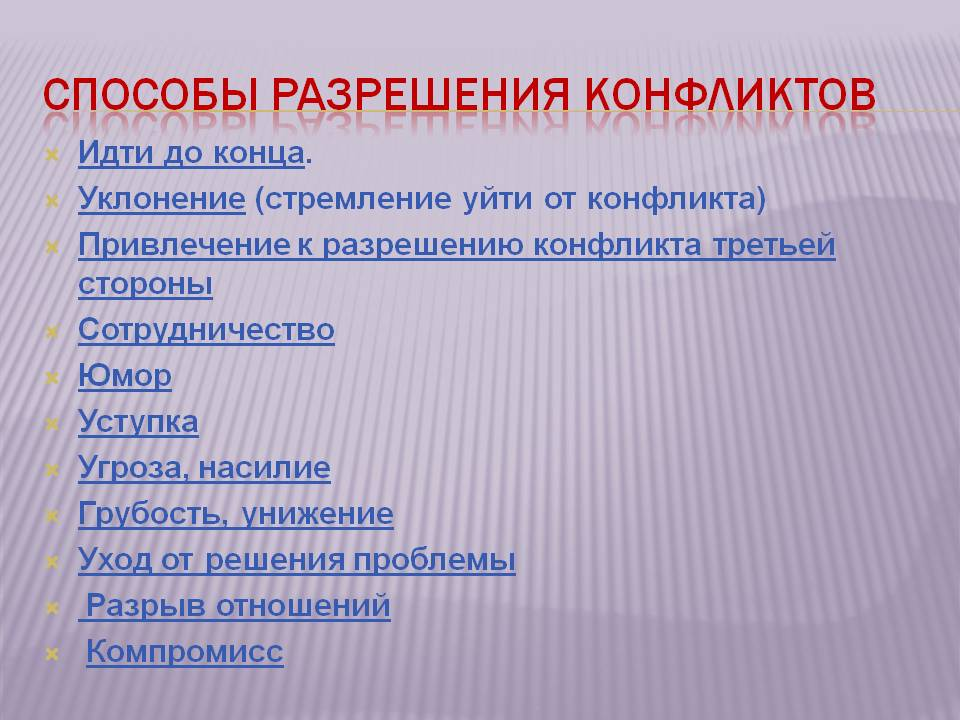 СПОСОБЫ РАЗРЕШЕНИЯ КОНФЛИКТОВ
Идти до конца.
Уклонение (стремление уйти от конфликта)
Привлечение к разрешению конфликта третьей
стороны
Сотрудничество
Юмор
Уступка
Угроза, насилие
Грубость, унижение
Уход от решения проблемы
Разрыв отношений
Компромисс